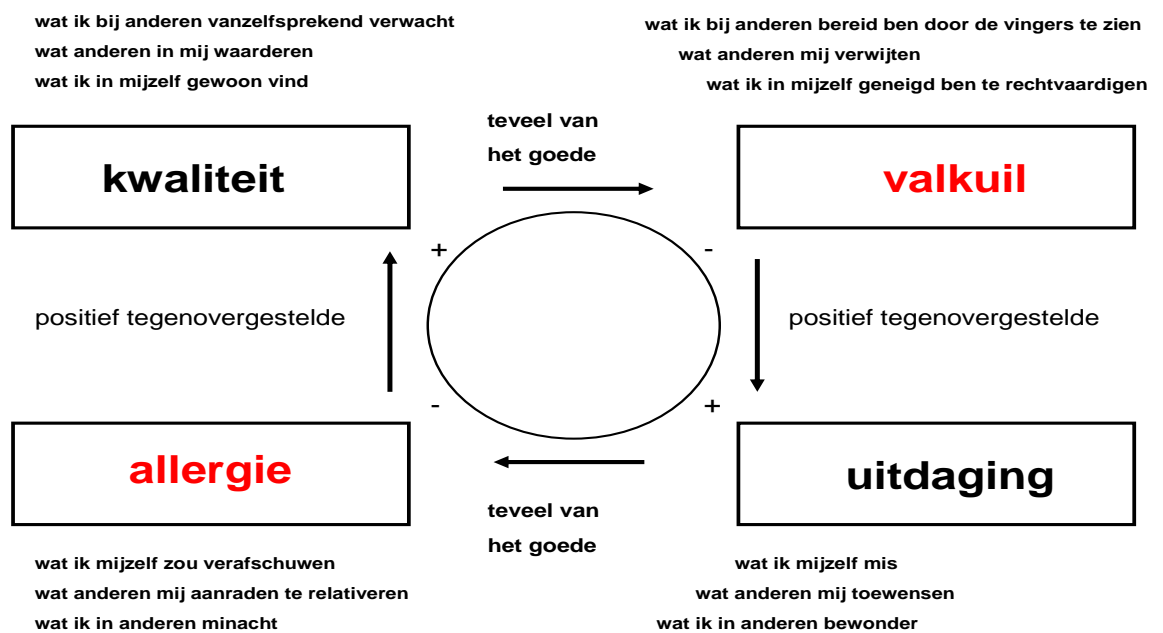 wat ik bij anderen vanzelfsprekend verwacht
wat anderen in mij waarderen
wat ik in mijzelf gewoon vind
wat ik bij anderen bereid ben door de vingers te zien
wat anderen mij verwijten
wat ik in mijzelf geneigd ben te rechtvaardigen
teveel van
het goede
kwaliteit
valkuil
+
-
positief tegenovergestelde
positief tegenovergestelde
-
+
allergie
uitdaging
teveel van
het goede
wat ik mijzelf zou verafschuwen
wat anderen mij aanraden te relativeren
wat ik in anderen minacht
wat ik mijzelf mis
wat anderen mij toewensen
wat ik in anderen bewonder